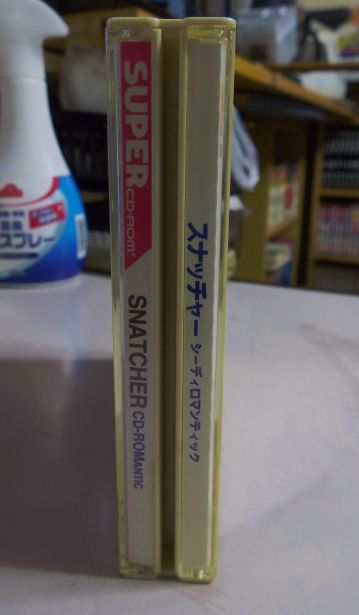 SUPER CD-ROM²
SNATCHER CD-ROMANTIC
スナッチャー シーディロマンティック
スプレー